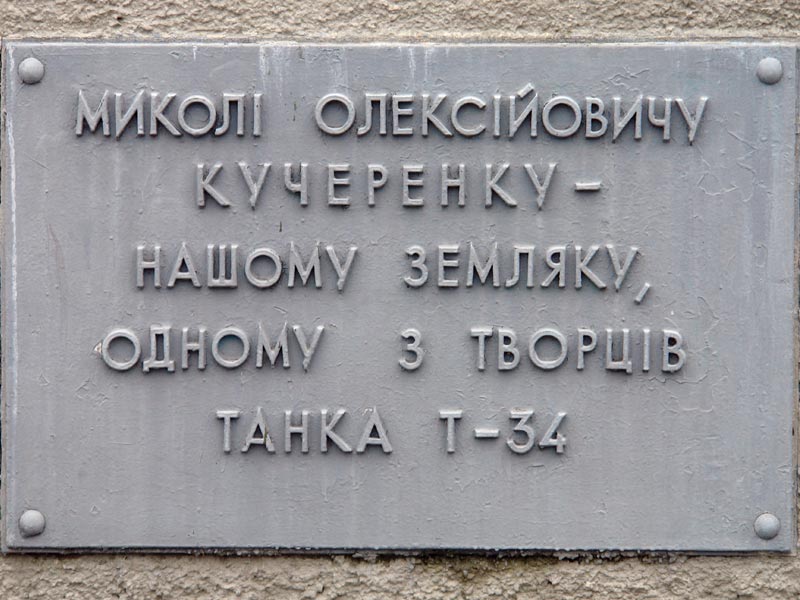 МИКОЛІ ОЛЕКСІЙОВИЧУ
КУЧЕРЕНКУ –
НАШОМУ ЗЕМЛЯКУ,
ОДНОМУ З ТВОРЦІВ
ТАНКА Т-34